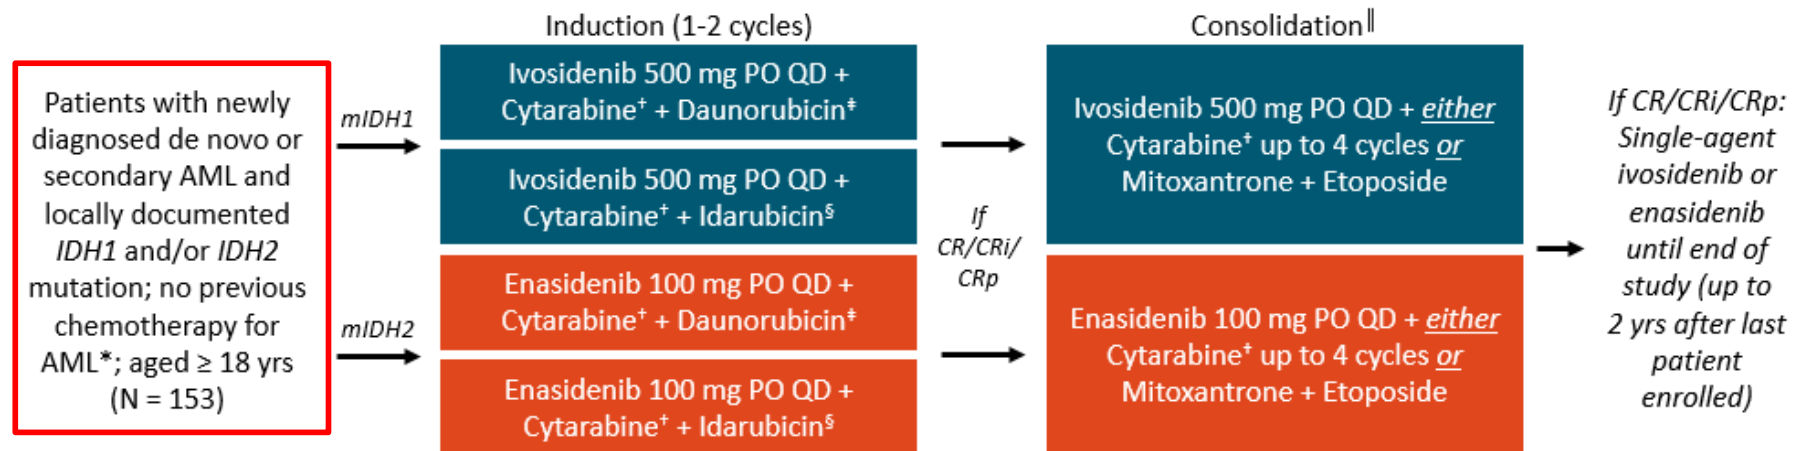 Induction (1-2 cycles)
Consolidation‖
Patients with newly
diagnosed de novo or
secondary AML and
locally documented
IDH1 and/or IDH2
mutation; no previous
chemotherapy for
AML*; aged ≥ 18 yrs
(N = 153)
mIDH1
mIDH2
Ivosidenib 500 mg PO QD +
Cytarabine† + Daunorubicin‡
Ivosidenib 500 mg PO QD +
Cytarabine† + Idarubicin§
Enasidenib 100 mg PO QD +
Cytarabine† + Daunorubicin‡
Enasidenib 100 mg PO QD +
Cytarabine† + Idarubicin§
If
CR/CRi/
CRp
Ivosidenib 500 mg PO QD + either
Cytarabine† up to 4 cycles or
Mitoxantrone + Etoposide
Enasidenib 100 mg PO QD + either
Cytarabine† up to 4 cycles or
Mitoxantrone + Etoposide
If CR/CRi/CRp:
Single-agent
ivosidenib or
enasidenib
until end of
study (up to
2 yrs after last
patient
enrolled)